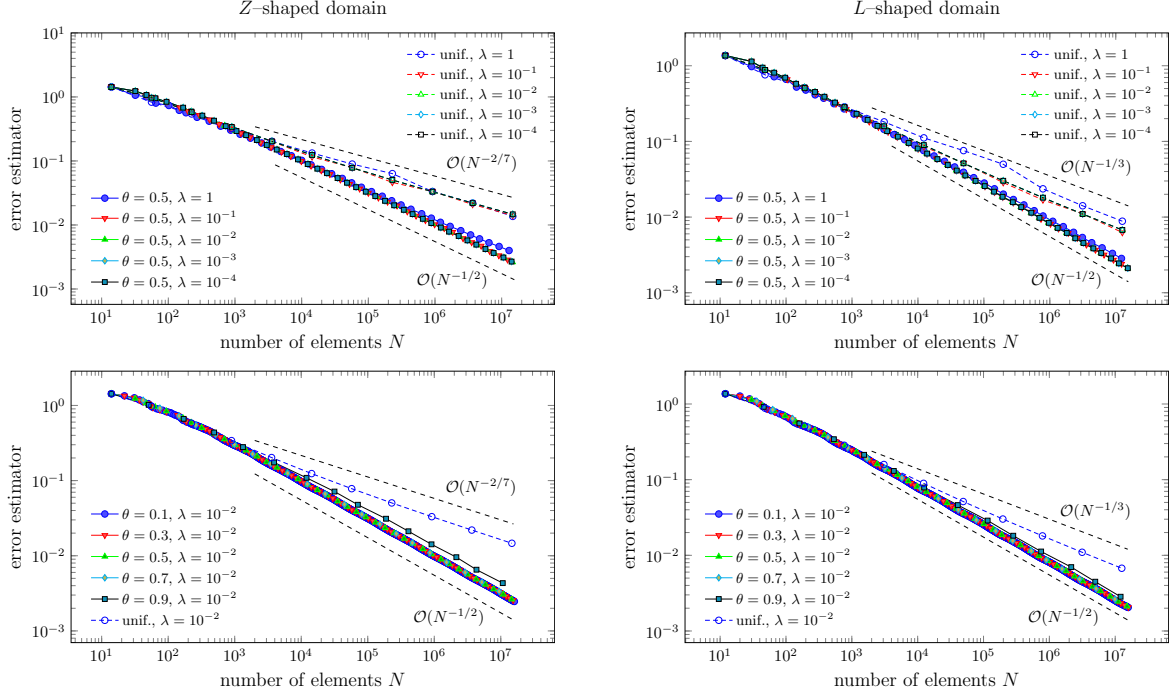 Z–shaped domain
10^1
10^0
10^{-1}
10^{-2}
10^{-3}
error estimator
unif., λ = 1
unif., λ = 10^{-1}
unif., λ = 10^{-2}
unif., λ = 10^{-3}
unif., λ = 10^{-4}
O(N^{-2/7})
θ = 0.5, λ = 1
θ = 0.5, λ = 10^{-1}
θ = 0.5, λ = 10^{-2}
θ = 0.5, λ = 10^{-3}
θ = 0.5, λ = 10^{-4}
O(N^{-1/2})
10^1 10^2 10^3 10^4 10^5 10^6 10^7
number of elements N
L–shaped domain
10^0
10^{-1}
10^{-2}
10^{-3}
error estimator
unif., λ = 1
unif., λ = 10^{-1}
unif., λ = 10^{-2}
unif., λ = 10^{-3}
unif., λ = 10^{-4}
O(N^{-1/3})
θ = 0.5, λ = 1
θ = 0.5, λ = 10^{-1}
θ = 0.5, λ = 10^{-2}
θ = 0.5, λ = 10^{-3}
θ = 0.5, λ = 10^{-4}
O(N^{-1/2})
10^1 10^2 10^3 10^4 10^5 10^6 10^7
number of elements N
10^0
10^{-1}
10^{-2}
10^{-3}
error estimator
O(N^{-2/7})
θ = 0.1, λ = 10^{-2}
θ = 0.3, λ = 10^{-2}
θ = 0.5, λ = 10^{-2}
θ = 0.7, λ = 10^{-2}
θ = 0.9, λ = 10^{-2}
unif., λ = 10^{-2}
O(N^{-1/2})
10^1 10^2 10^3 10^4 10^5 10^6 10^7
number of elements N
10^0
10^{-1}
10^{-2}
10^{-3}
error estimator
O(N^{-1/3})
θ = 0.1, λ = 10^{-2}
θ = 0.3, λ = 10^{-2}
θ = 0.5, λ = 10^{-2}
θ = 0.7, λ = 10^{-2}
θ = 0.9, λ = 10^{-2}
unif., λ = 10^{-2}
O(N^{-1/2})
10^1 10^2 10^3 10^4 10^5 10^6 10^7
number of elements N